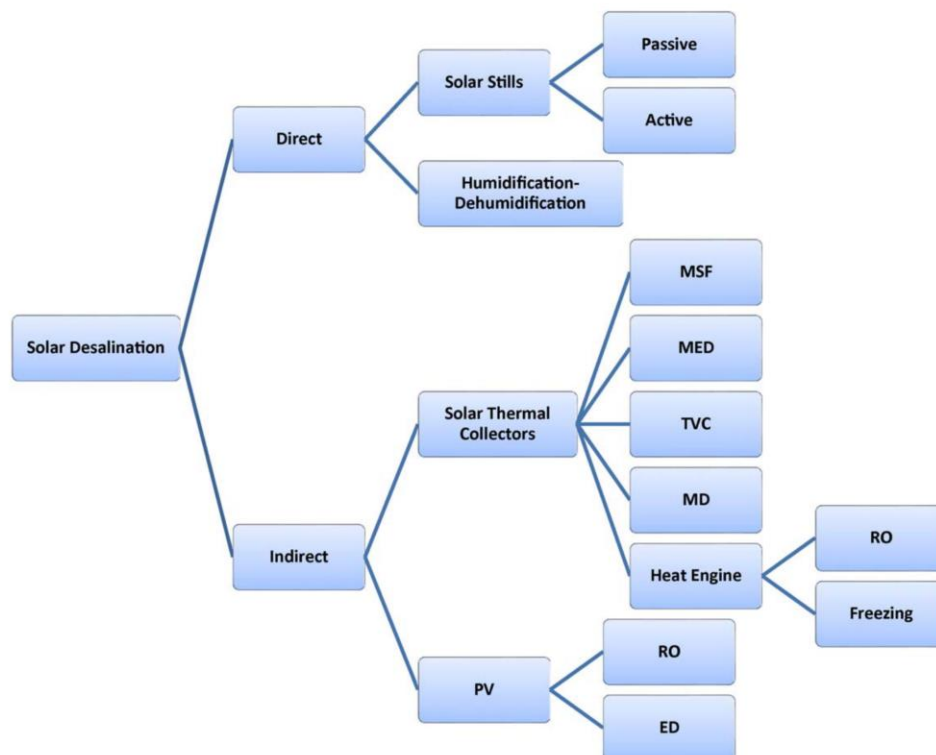 Passive
Solar Stills
Active
Direct
Humidification-
Dehumidification
MSF
Solar Desalination
MED
Solar Thermal
Collectors
TVC
MD
RO
Indirect
Heat Engine
Freezing
RO
PV
ED